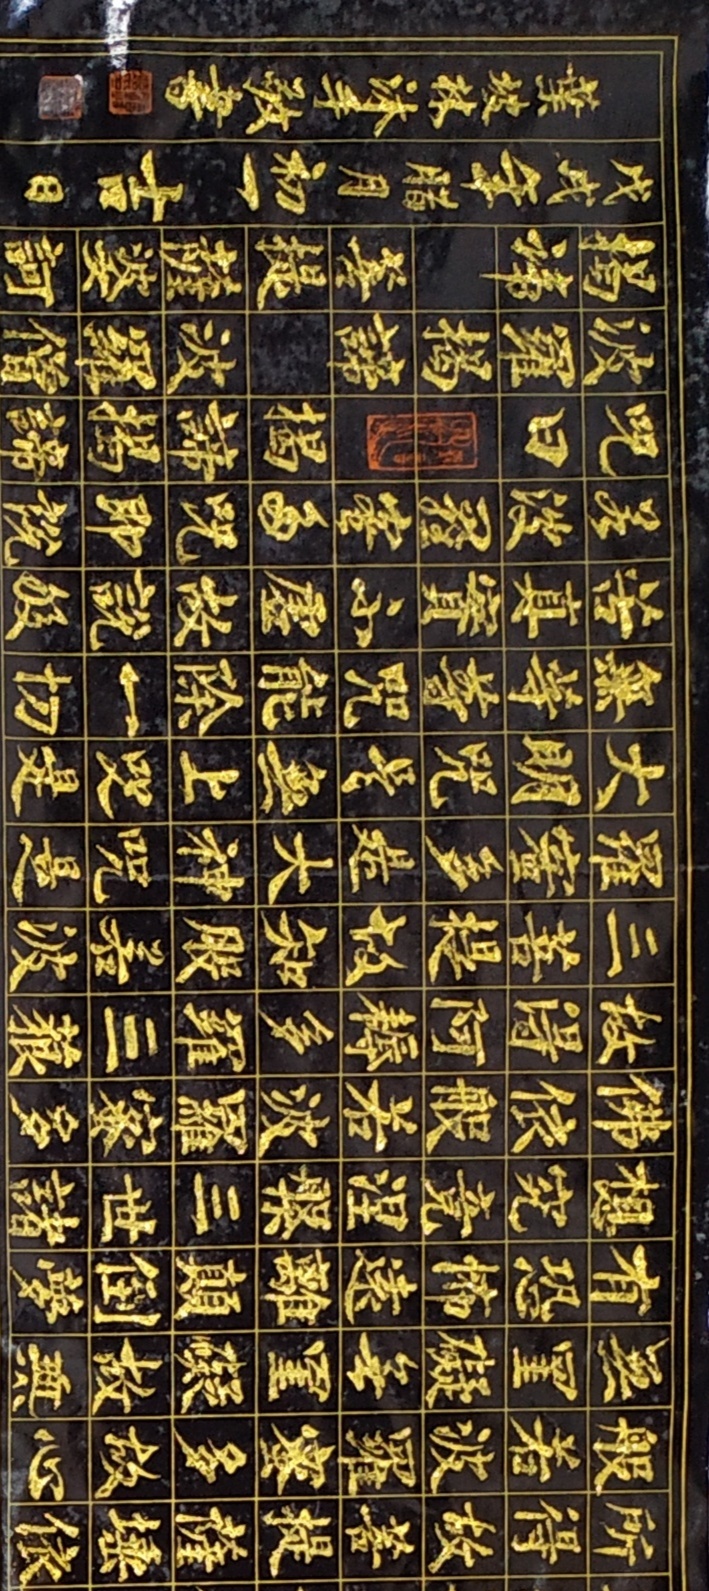 所得故菩提薩埵依
般若波羅蜜多故心
無罣礙無罣礙故無
有恐怖遠離顛倒夢
想究竟涅槃三世諸
佛依般若波羅蜜多
故得阿耨多羅三藐
三菩提故知般若波
羅蜜多是大神咒是
大明咒是無上咒是
無等等咒能除一切
苦真實不虛故說般
若波羅蜜多咒即說
咒曰 揭諦揭諦
波羅揭諦 波羅僧
揭諦 菩提薩婆訶
戊戌年臘月初一吉日
葉坡林沐手敬書